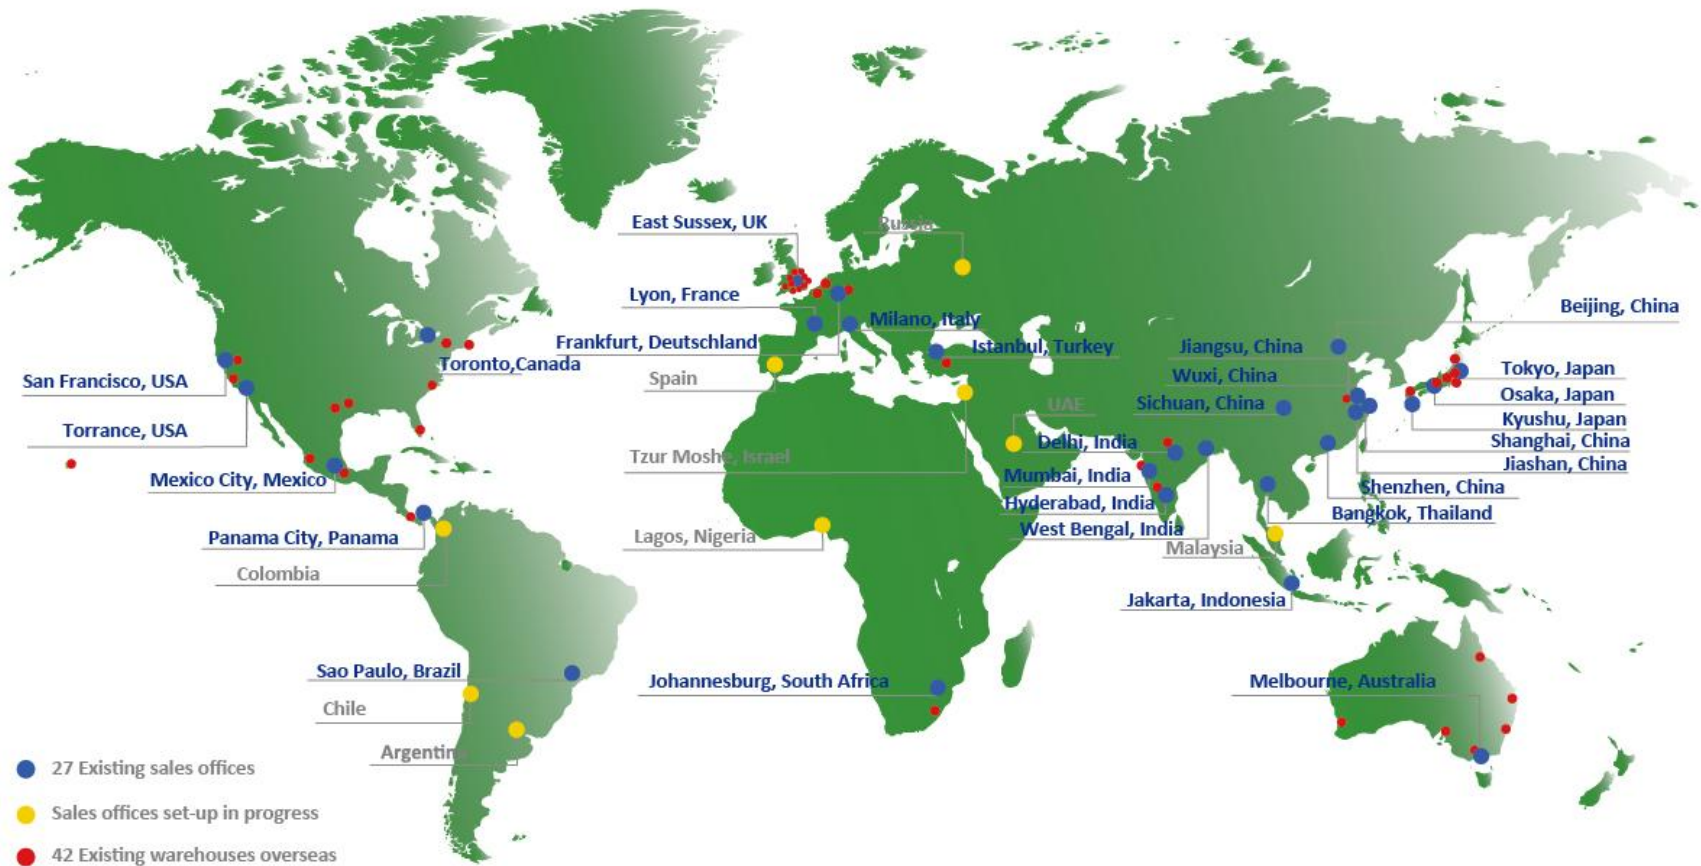 East Sussex, UK
Russia
Lyon, France
Beijing, China
Milano, Italy
Frankfurt, Deutschland
Istanbul, Turkey
Jiangsu, China
Toronto,Canada
Tokyo, Japan
San Francisco, USA
Spain
Wuxi, China
Osaka, Japan
UAE
Sichuan, China
Kyushu, Japan
Torrance, USA
Delhi, India
Shanghai, China
Tzur Moshe, Israel
Jiashan, China
Mexico City, Mexico
Mumbai, India
Shenzhen, China
Hyderabad, India
Bangkok, Thailand
Panama City, Panama
Lagos, Nigeria
West Bengal, India
Malaysia
Colombia
Jakarta, Indonesia
Sao Paulo, Brazil
Johannesburg, South Africa
Melbourne, Australia
Chile
Argentina
27 Existing sales offices
Sales offices set-up in progress
42 Existing warehouses overseas